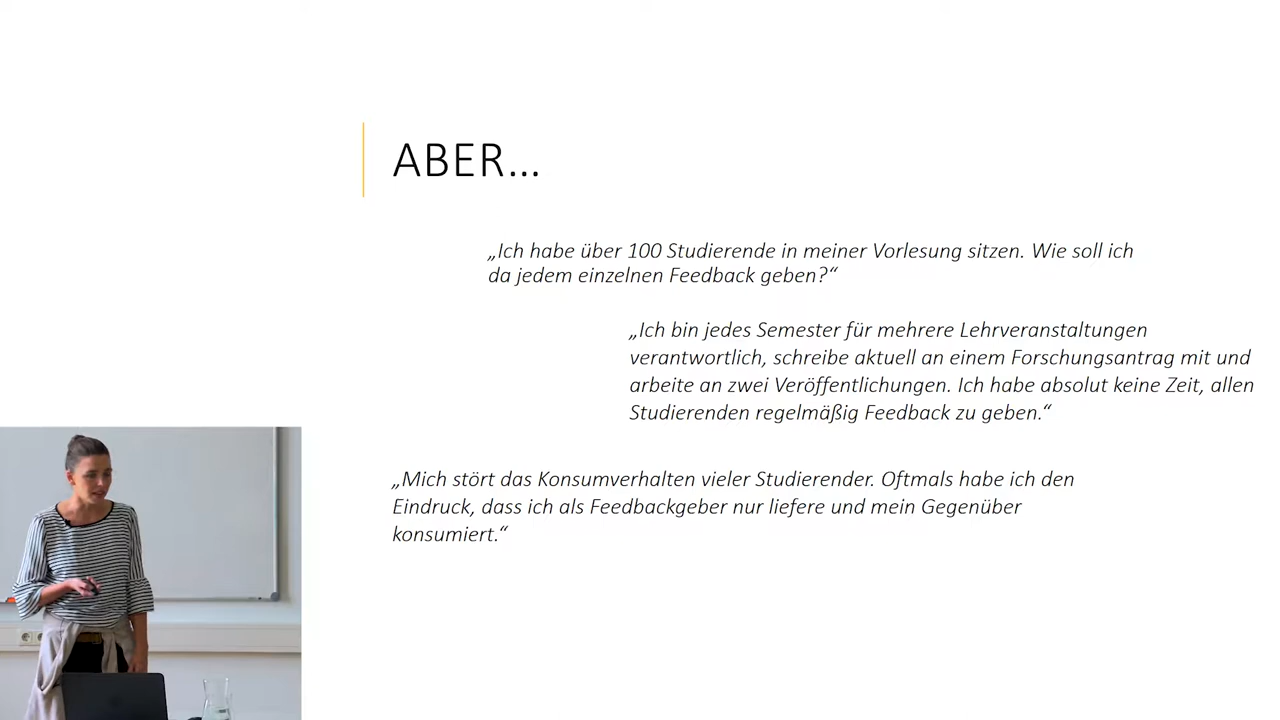 ABER...
„Ich habe über 100 Studierende in meiner Vorlesung sitzen. Wie soll ich
da jedem einzelnen Feedback geben?“
„Ich bin jedes Semester für mehrere Lehrveranstaltungen
verantwortlich, schreibe aktuell an einem Forschungsantrag mit und
arbeite an zwei Veröffentlichungen. Ich habe absolut keine Zeit, allen
Studierenden regelmäßig Feedback zu geben.“
„Mich stört das Konsumverhalten vieler Studierender. Oftmals habe ich den
Eindruck, dass ich als Feedbackgeber nur liefere und mein Gegenüber
konsumiert.“